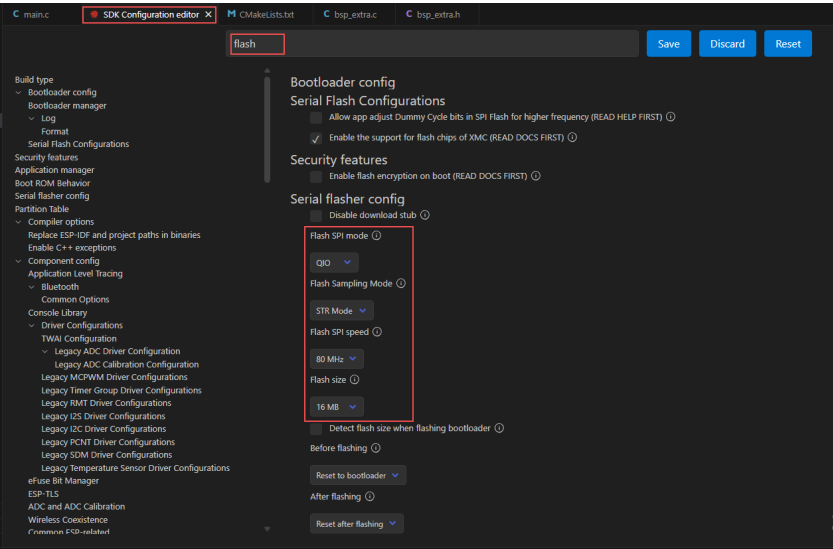 C main.c
SDK Configuration editor X
M CMakeLists.txt
C bsp_extra.c
C bsp_extra.h
flash
Save
Discard
Reset
Build type
Bootloader config
Bootloader manager
Log
Format
Serial Flash Configurations
Security features
Application manager
Boot ROM Behavior
Serial flasher config
Partition Table
Compiler options
Replace ESP-IDF and project paths in binaries
Enable C++ exceptions
Component config
Application Level Tracing
Bluetooth
Common Options
Console Library
Driver Configurations
TWAI Configuration
Legacy ADC Driver Configuration
Legacy ADC Calibration Configuration
Legacy MCPWM Driver Configurations
Legacy Timer Group Driver Configurations
Legacy RMT Driver Configurations
Legacy I2S Driver Configurations
Legacy I2C Driver Configurations
Legacy PCNT Driver Configurations
Legacy SDM Driver Configurations
Legacy Temperature Sensor Driver Configurations
eFuse Bit Manager
ESP-TLS
ADC and ADC Calibration
Wireless Coexistence
Common ESP-related
Bootloader config
Serial Flash Configurations
Allow app adjust Dummy Cycle bits in SPI Flash for higher frequency (READ HELP FIRST)
Enable the support for flash chips of XMC (READ DOCS FIRST)
Security features
Enable flash encryption on boot (READ DOCS FIRST)
Serial flasher config
Disable download stub
Flash SPI mode
QIO
Flash Sampling Mode
STR Mode
Flash SPI speed
80 MHz
Flash size
16 MB
Detect flash size when flashing bootloader
Before flashing
Reset to bootloader
After flashing
Reset after flashing